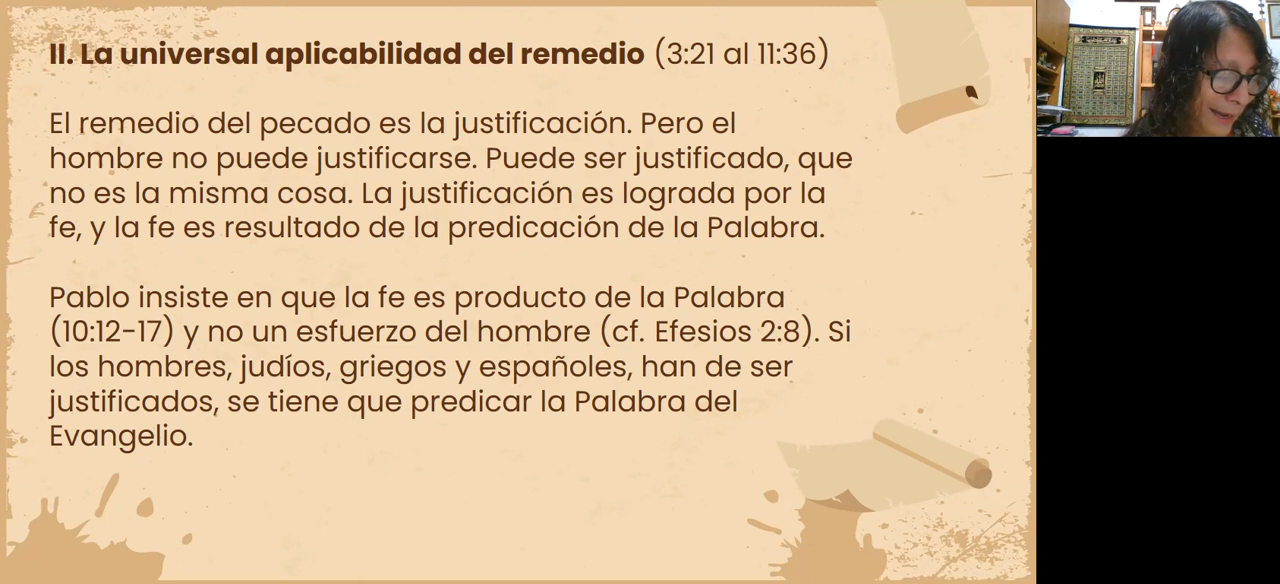 II. La universal aplicabilidad del remedio (3:21 al 11:36)
El remedio del pecado es la justificación. Pero el
hombre no puede justificarse. Puede ser justificado, que
no es la misma cosa. La justificación es lograda por la
fe, y la fe es resultado de la predicación de la Palabra.
Pablo insiste en que la fe es producto de la Palabra
(10:12-17) y no un esfuerzo del hombre (cf. Efesios 2:8). Si
los hombres, judíos, griegos y españoles, han de ser
justificados, se tiene que predicar la Palabra del
Evangelio.